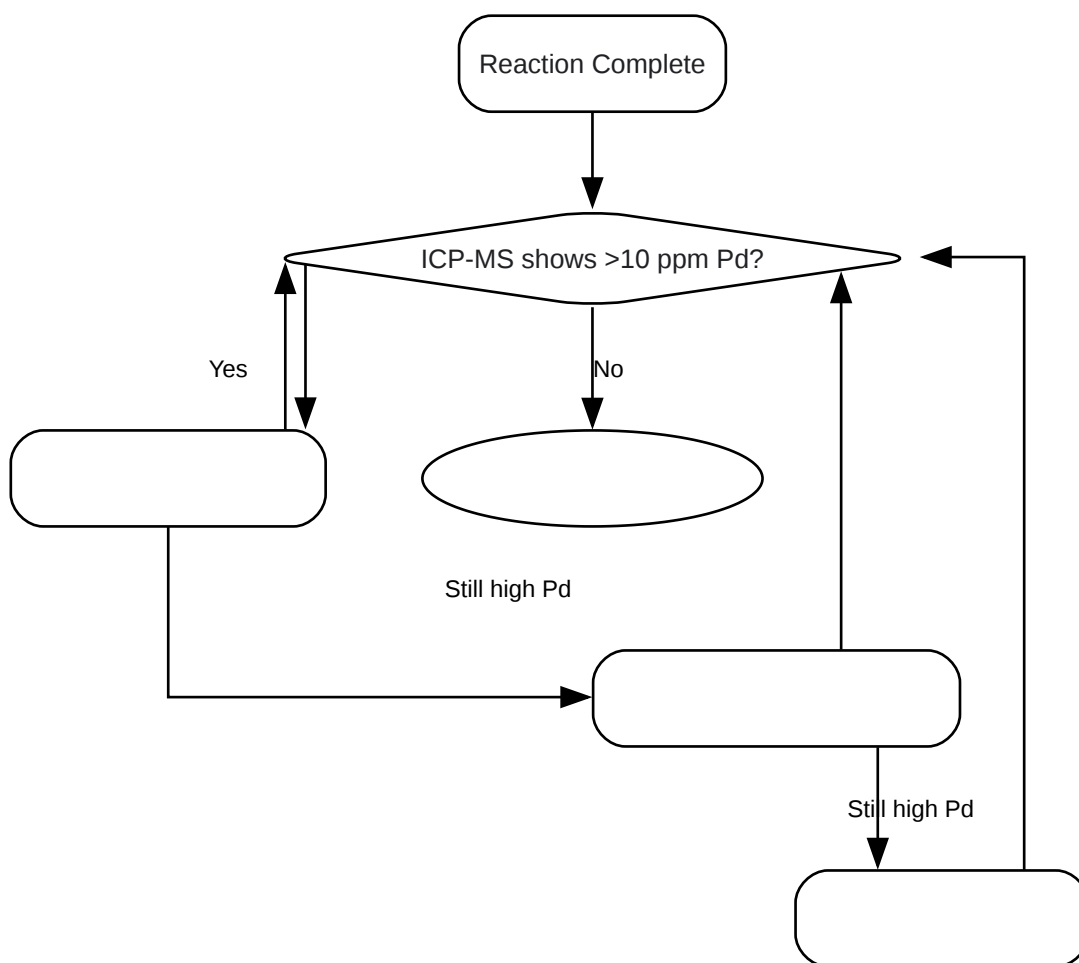 Reaction Complete
ICP-MS shows >10 ppm Pd?
Yes
No
Still high Pd
Still high Pd